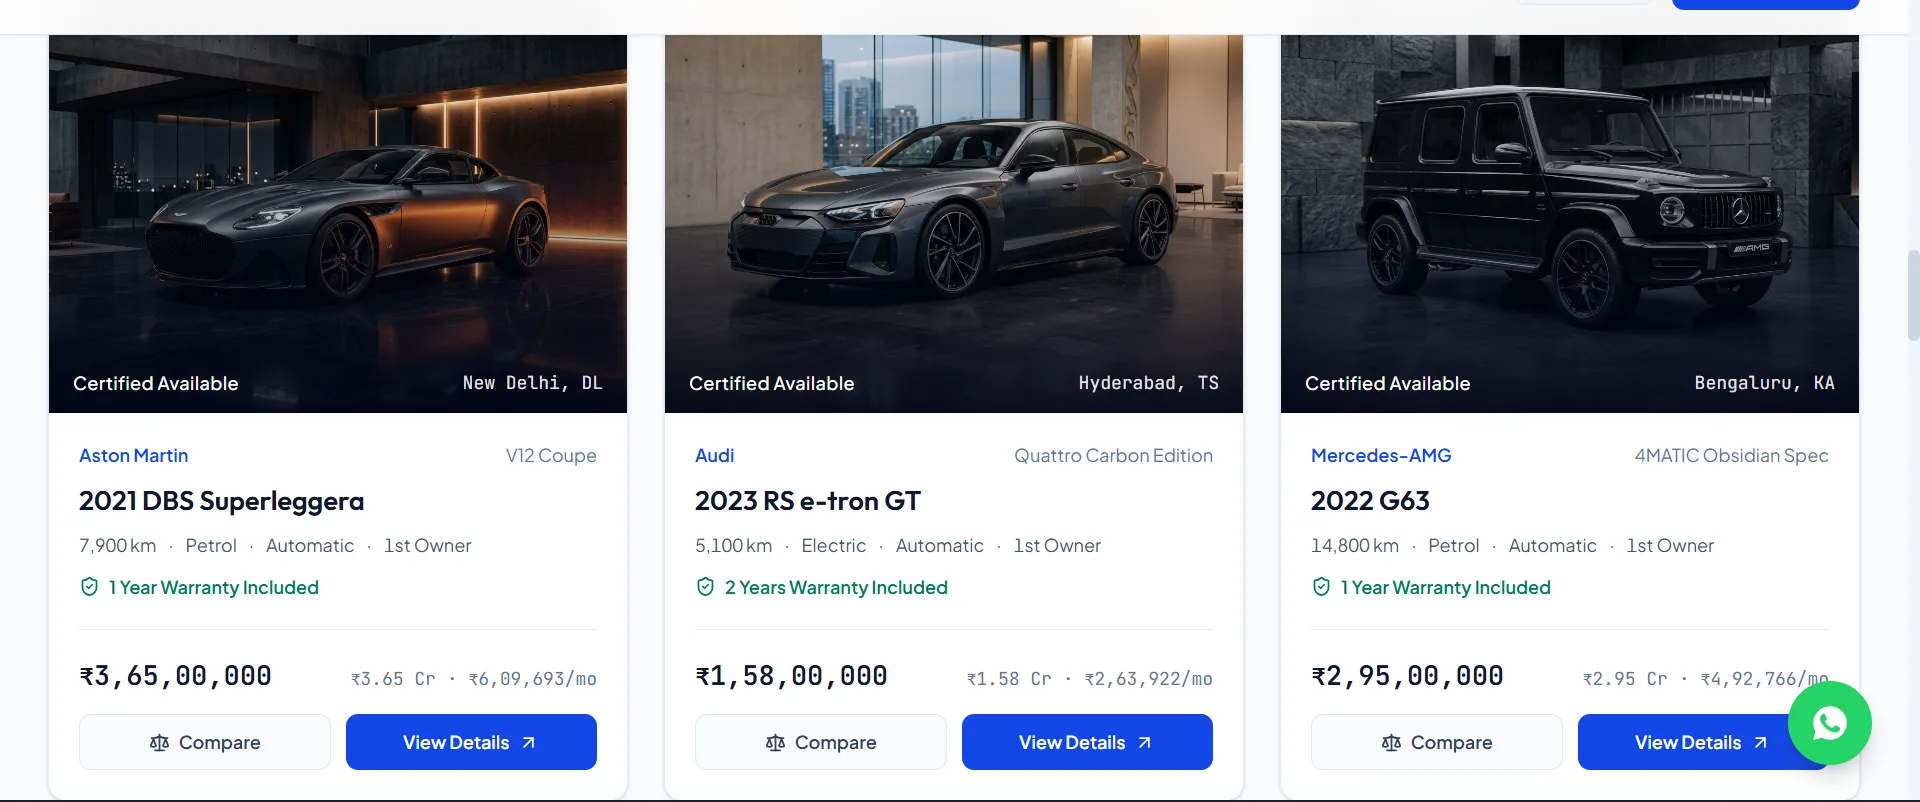 AMG
Certified Available
New Delhi, DL
Certified Available
Hyderabad, TS
Certified Available
Bengaluru, KA
Aston Martin
V12 Coupe
2021 DBS Superleggera
7,900 km · Petrol · Automatic · 1st Owner
1 Year Warranty Included
₹3,65,00,000
₹3.65 Cr · ₹6,09,693/mo
Compare
View Details
Audi
Quattro Carbon Edition
2023 RS e-tron GT
5,100 km · Electric · Automatic · 1st Owner
2 Years Warranty Included
₹1,58,00,000
₹1.58 Cr · ₹2,63,922/mo
Compare
View Details
Mercedes-AMG
4MATIC Obsidian Spec
2022 G63
14,800 km · Petrol · Automatic · 1st Owner
1 Year Warranty Included
₹2,95,00,000
₹2.95 Cr · ₹4,92,766/mo
Compare
View Details